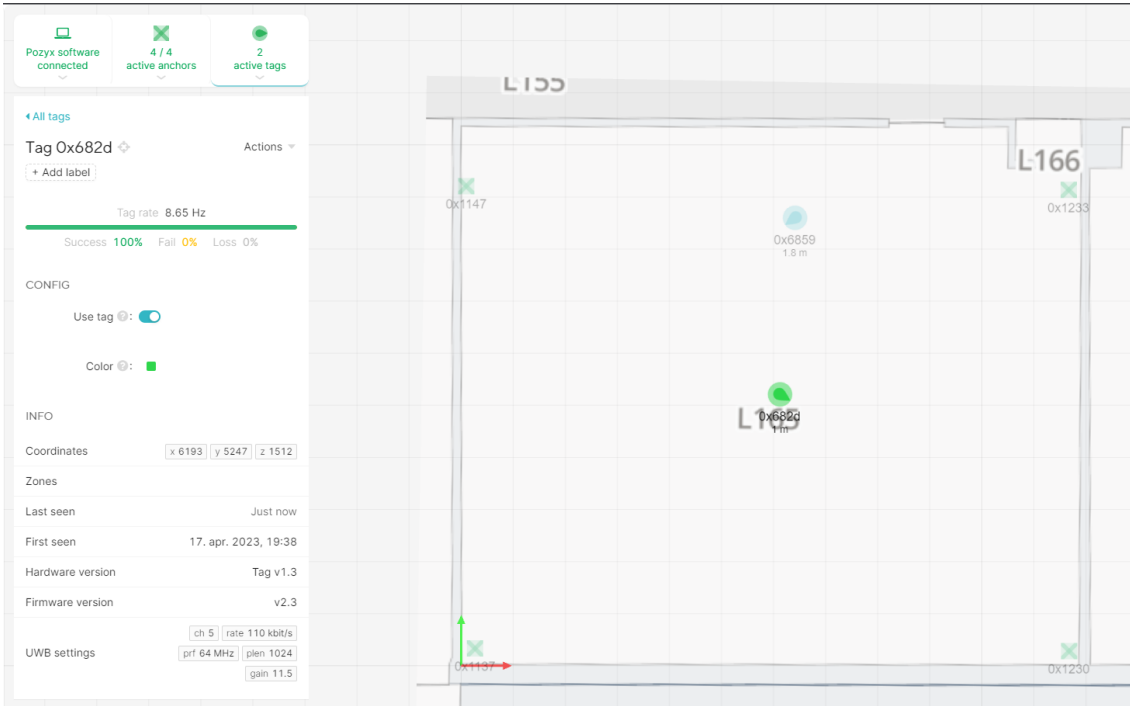 Pozyx software
connected
4 / 4
active anchors
2
active tags
All tags
Tag 0x682d
Actions
+ Add label
Tag rate 8.65 Hz
Success 100% Fail 0% Loss 0%
CONFIG
Use tag ? :
Color ? :
INFO
Coordinates x 6193 y 5247 z 1512
Zones
Last seen Just now
First seen 17. apr. 2023, 19:38
Hardware version Tag v1.3
Firmware version v2.3
UWB settings ch 5 rate 110 kbit/s
prf 64 MHz plen 1024
gain 11.5
L155
L166
0x1147
0x1233
0x6859
1.8 m
L165
0x682d
1 m
0x1137
0x1230